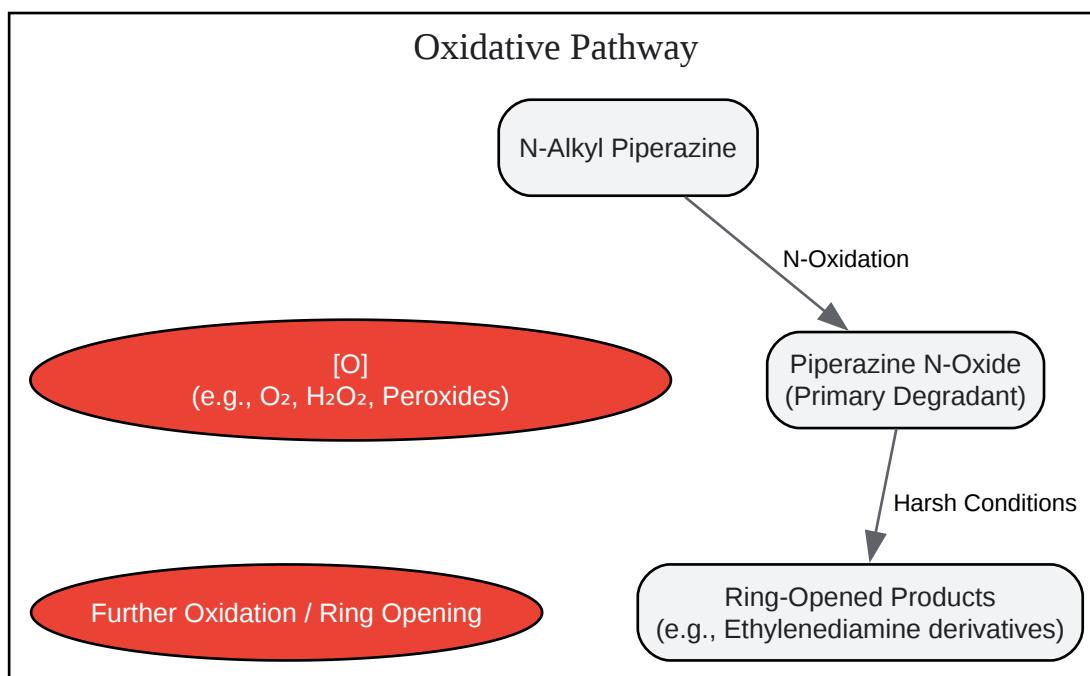 Oxidative Pathway
N-Alkyl Piperazine
N-Oxidation
[O]
(e.g., O₂, H₂O₂, Peroxides)
Piperazine N-Oxide
(Primary Degradant)
Harsh Conditions
Further Oxidation / Ring Opening
Ring-Opened Products
(e.g., Ethylenediamine derivatives)